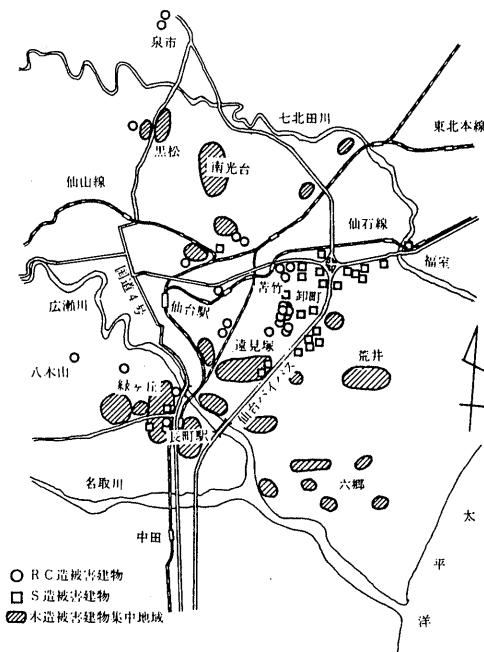 泉市
七北田川
東北本線
黒松
南光台
仙山線
仙石線
福室
国道4号
苦竹
卸町
広瀬川
仙台駅
遠見塚
荒井
八木山
緑ヶ丘
仙台バイパス
長町駅
名取川
六郷
中田
太平洋
RC造被害建物
S造被害建物
木造被害建物集中地域